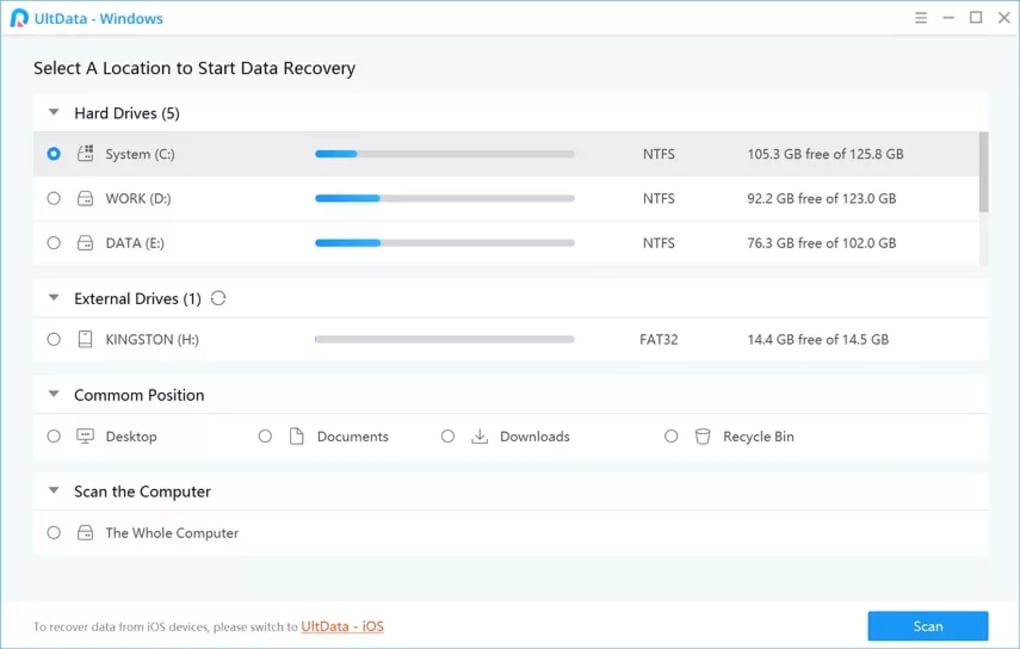 UltData - Windows
Select A Location to Start Data Recovery
Hard Drives (5)
System (C:) NTFS 105.3 GB free of 125.8 GB
WORK (D:) NTFS 92.2 GB free of 123.0 GB
DATA (E:) NTFS 76.3 GB free of 102.0 GB
External Drives (1)
KINGSTON (H:) FAT32 14.4 GB free of 14.5 GB
Commom Position
Desktop Documents Downloads Recycle Bin
Scan the Computer
The Whole Computer
To recover data from iOS devices, please switch to UltData - iOS Scan